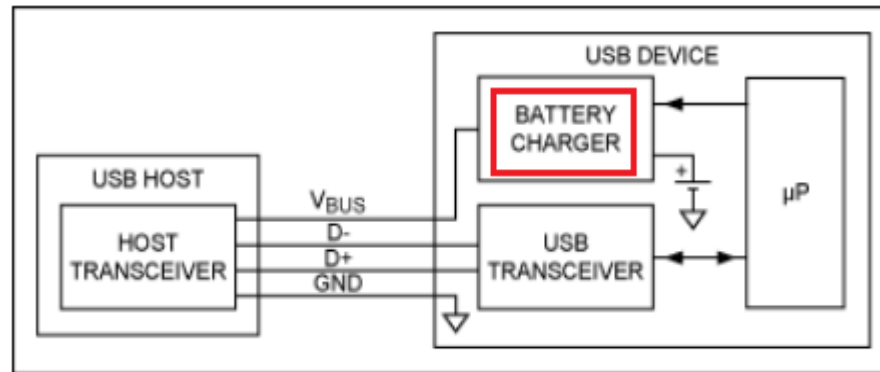 USB DEVICE
BATTERY
CHARGER
+
µP
USB HOST
HOST
TRANSCEIVER
VBUS
D-
D+
GND
USB
TRANSCEIVER